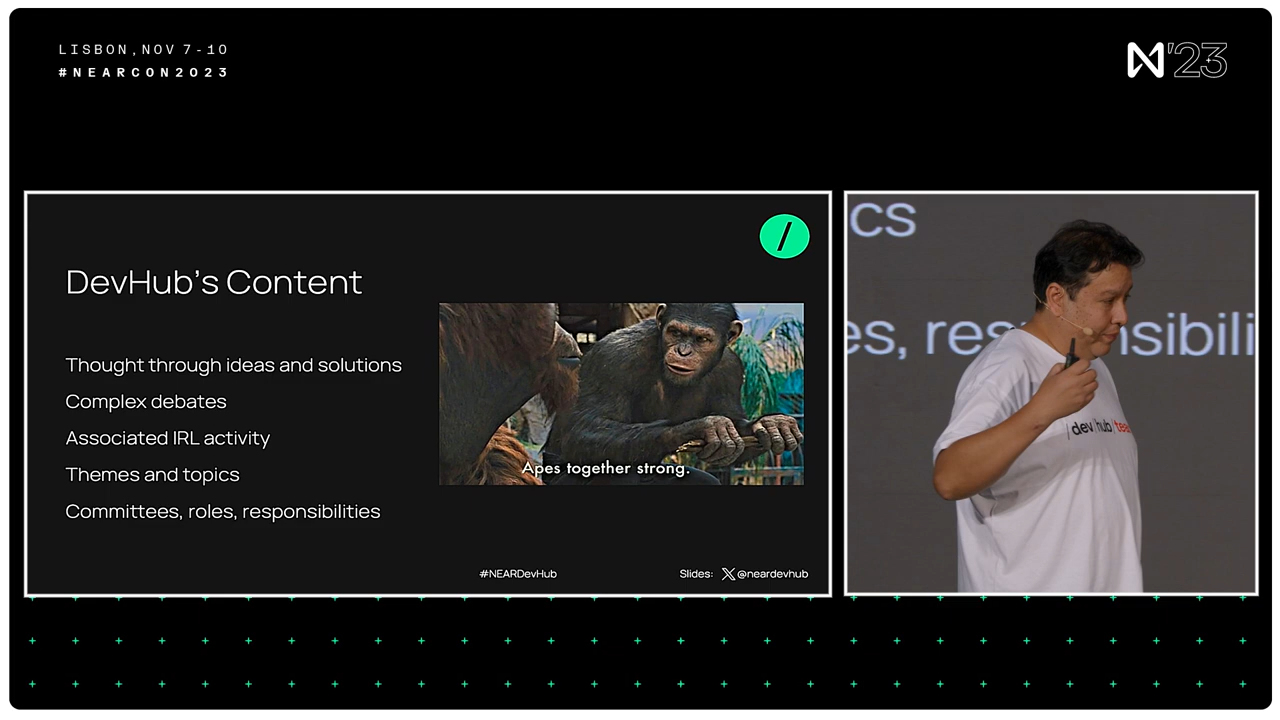 LISBON, NOV 7-10
#NEARCON2023
'23
DevHub's Content
Thought through ideas and solutions
Complex debates
Associated IRL activity
Themes and topics
Committees, roles, responsibilities
Apes together strong.
#NEARDevHub
Slides: X @neardevhub
cs
es, res nsibili
/dev/hub/tea